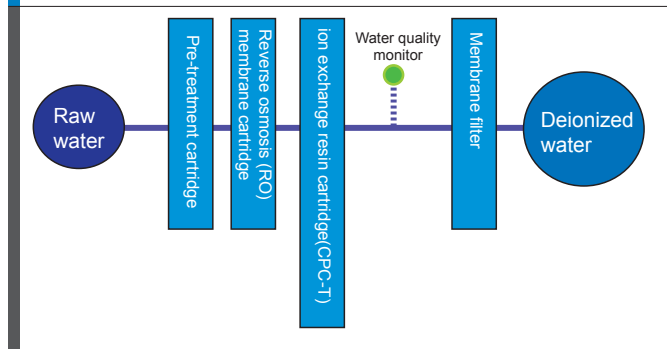 Raw
water
Pre-treatment cartridge
Reverse osmosis (RO)
membrane cartridge
ion exchange resin cartridge(CPC-T)
Water quality
monitor
Membrane filter
Deionized
water